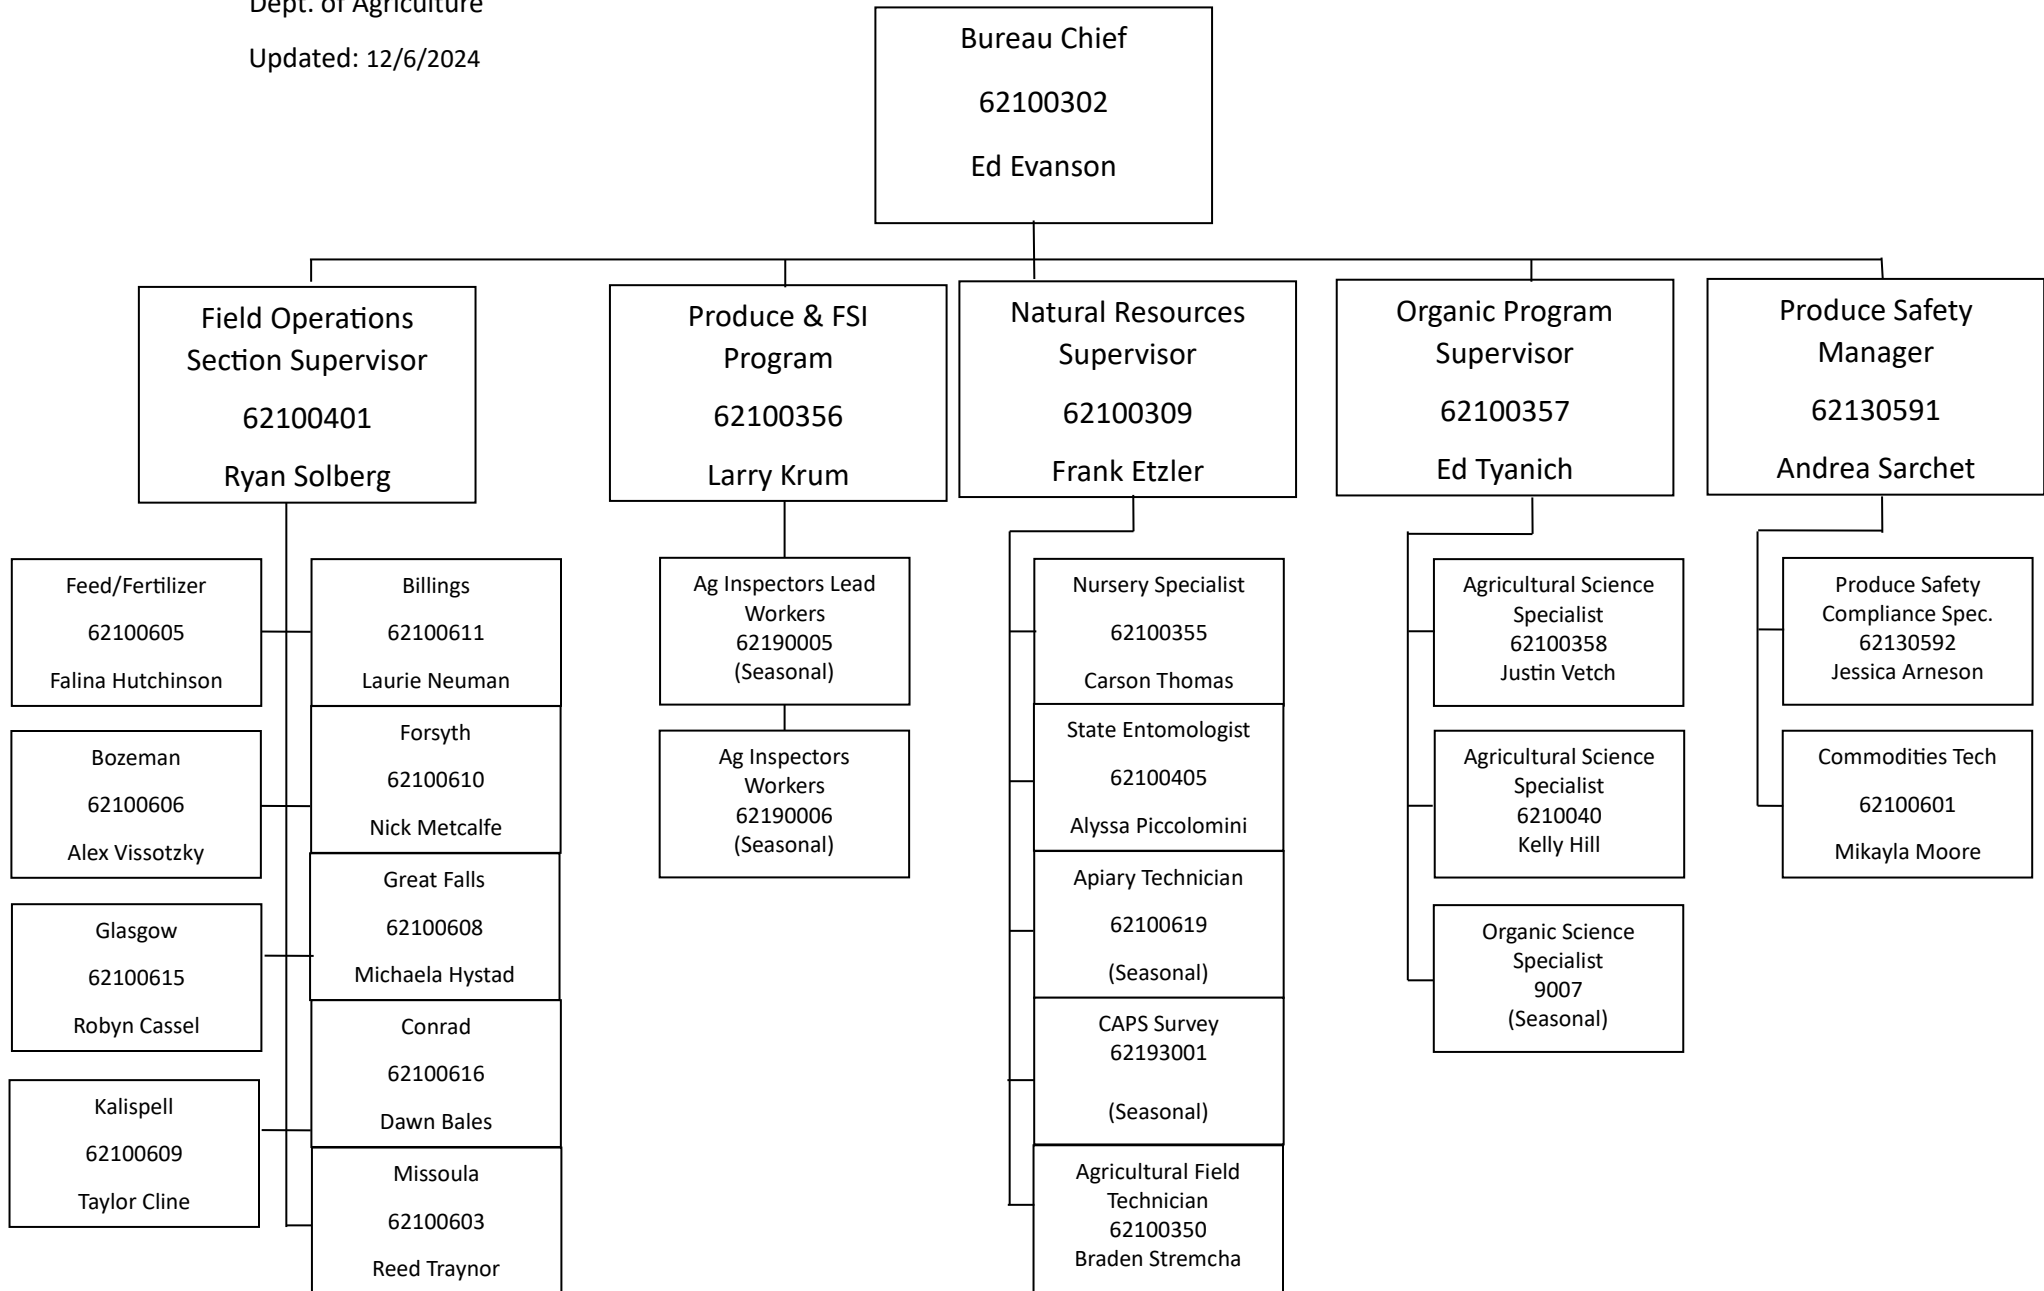 Dept. of Agriculture
Updated: 12/6/2024
Bureau Chief
62100302
Ed Evanson
Field Operations
Section Supervisor
62100401
Ryan Solberg
Produce & FSI
Program
62100356
Larry Krum
Natural Resources
Supervisor
62100309
Frank Etzler
Organic Program
Supervisor
62100357
Ed Tyanich
Produce Safety
Manager
62130591
Andrea Sarchet
Feed/Fertilizer
62100605
Falina Hutchinson
Bozeman
62100606
Alex Vissotzky
Glasgow
62100615
Robyn Cassel
Kalispell
62100609
Taylor Cline
Billings
62100611
Laurie Neuman
Forsyth
62100610
Nick Metcalfe
Great Falls
62100608
Michaela Hystad
Conrad
62100616
Dawn Bales
Missoula
62100603
Reed Traynor
Ag Inspectors Lead
Workers
62190005
(Seasonal)
Ag Inspectors
Workers
62190006
(Seasonal)
Nursery Specialist
62100355
Carson Thomas
State Entomologist
62100405
Alyssa Piccolomini
Apiary Technician
62100619
(Seasonal)
CAPS Survey
62193001
(Seasonal)
Agricultural Field
Technician
62100350
Braden Stremcha
Agricultural Science
Specialist
62100358
Justin Vetch
Agricultural Science
Specialist
6210040
Kelly Hill
Organic Science
Specialist
9007
(Seasonal)
Produce Safety
Compliance Spec.
62130592
Jessica Arneson
Commodities Tech
62100601
Mikayla Moore